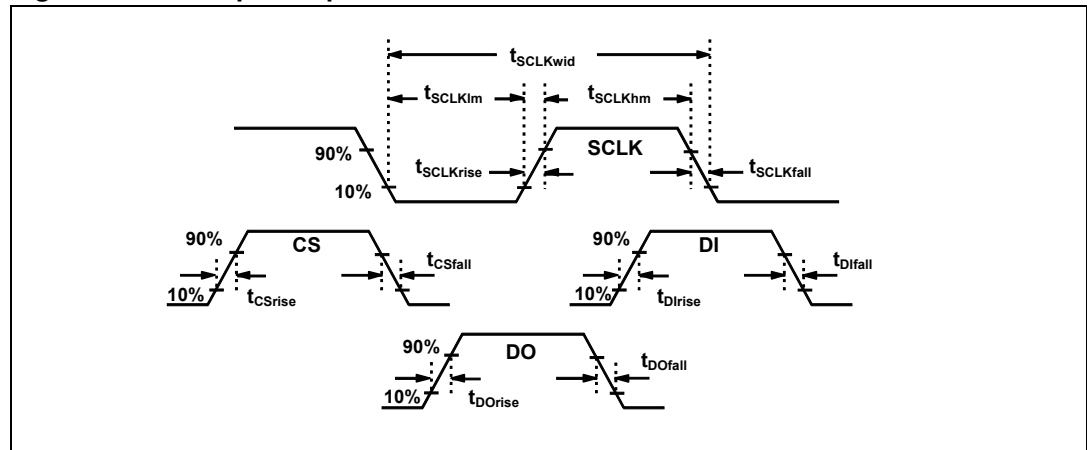 tSCLKwid
tSCLKlm
tSCLKhm
90%
SCLK
tSCLKrise
tSCLKfall
10%
90%
CS
tCSfall
10%
tCSrise
90%
DI
tDIfall
10%
tDIrise
90%
DO
tDOfall
10%
tDOrise